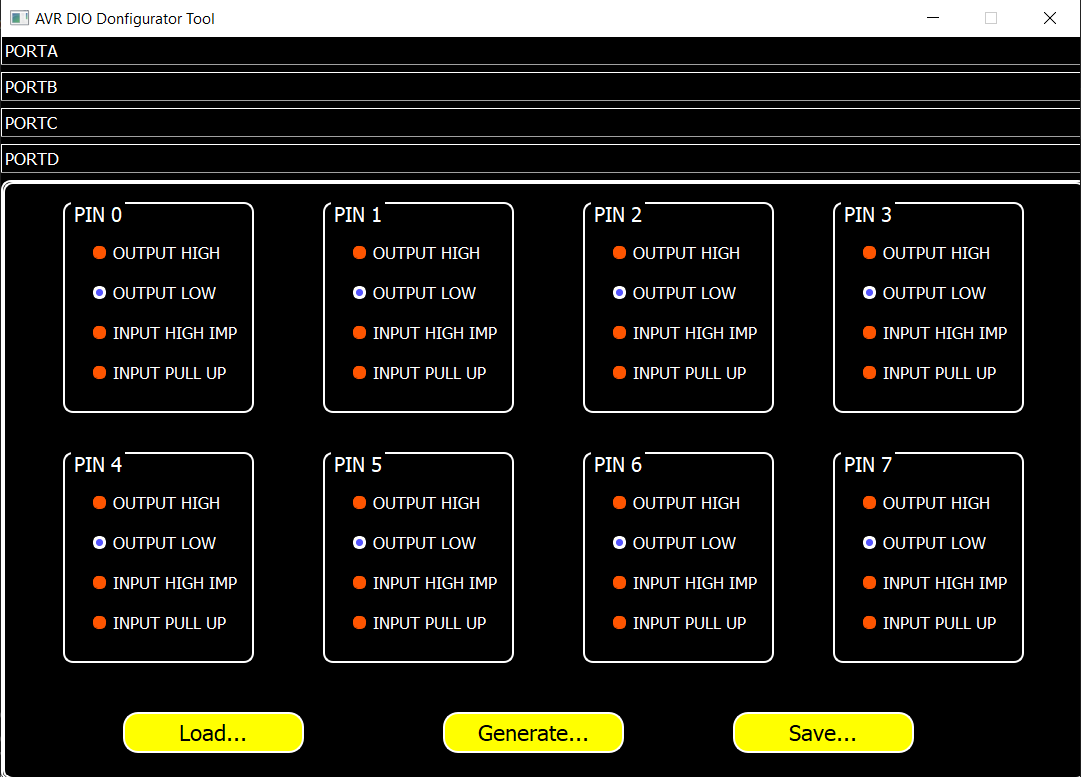 AVR DIO Donfigurator Tool
PORTA
PORTB
PORTC
PORTD
PIN 0
OUTPUT HIGH
OUTPUT LOW
INPUT HIGH IMP
INPUT PULL UP
PIN 1
OUTPUT HIGH
OUTPUT LOW
INPUT HIGH IMP
INPUT PULL UP
PIN 2
OUTPUT HIGH
OUTPUT LOW
INPUT HIGH IMP
INPUT PULL UP
PIN 3
OUTPUT HIGH
OUTPUT LOW
INPUT HIGH IMP
INPUT PULL UP
PIN 4
OUTPUT HIGH
OUTPUT LOW
INPUT HIGH IMP
INPUT PULL UP
PIN 5
OUTPUT HIGH
OUTPUT LOW
INPUT HIGH IMP
INPUT PULL UP
PIN 6
OUTPUT HIGH
OUTPUT LOW
INPUT HIGH IMP
INPUT PULL UP
PIN 7
OUTPUT HIGH
OUTPUT LOW
INPUT HIGH IMP
INPUT PULL UP
Load...
Generate...
Save...